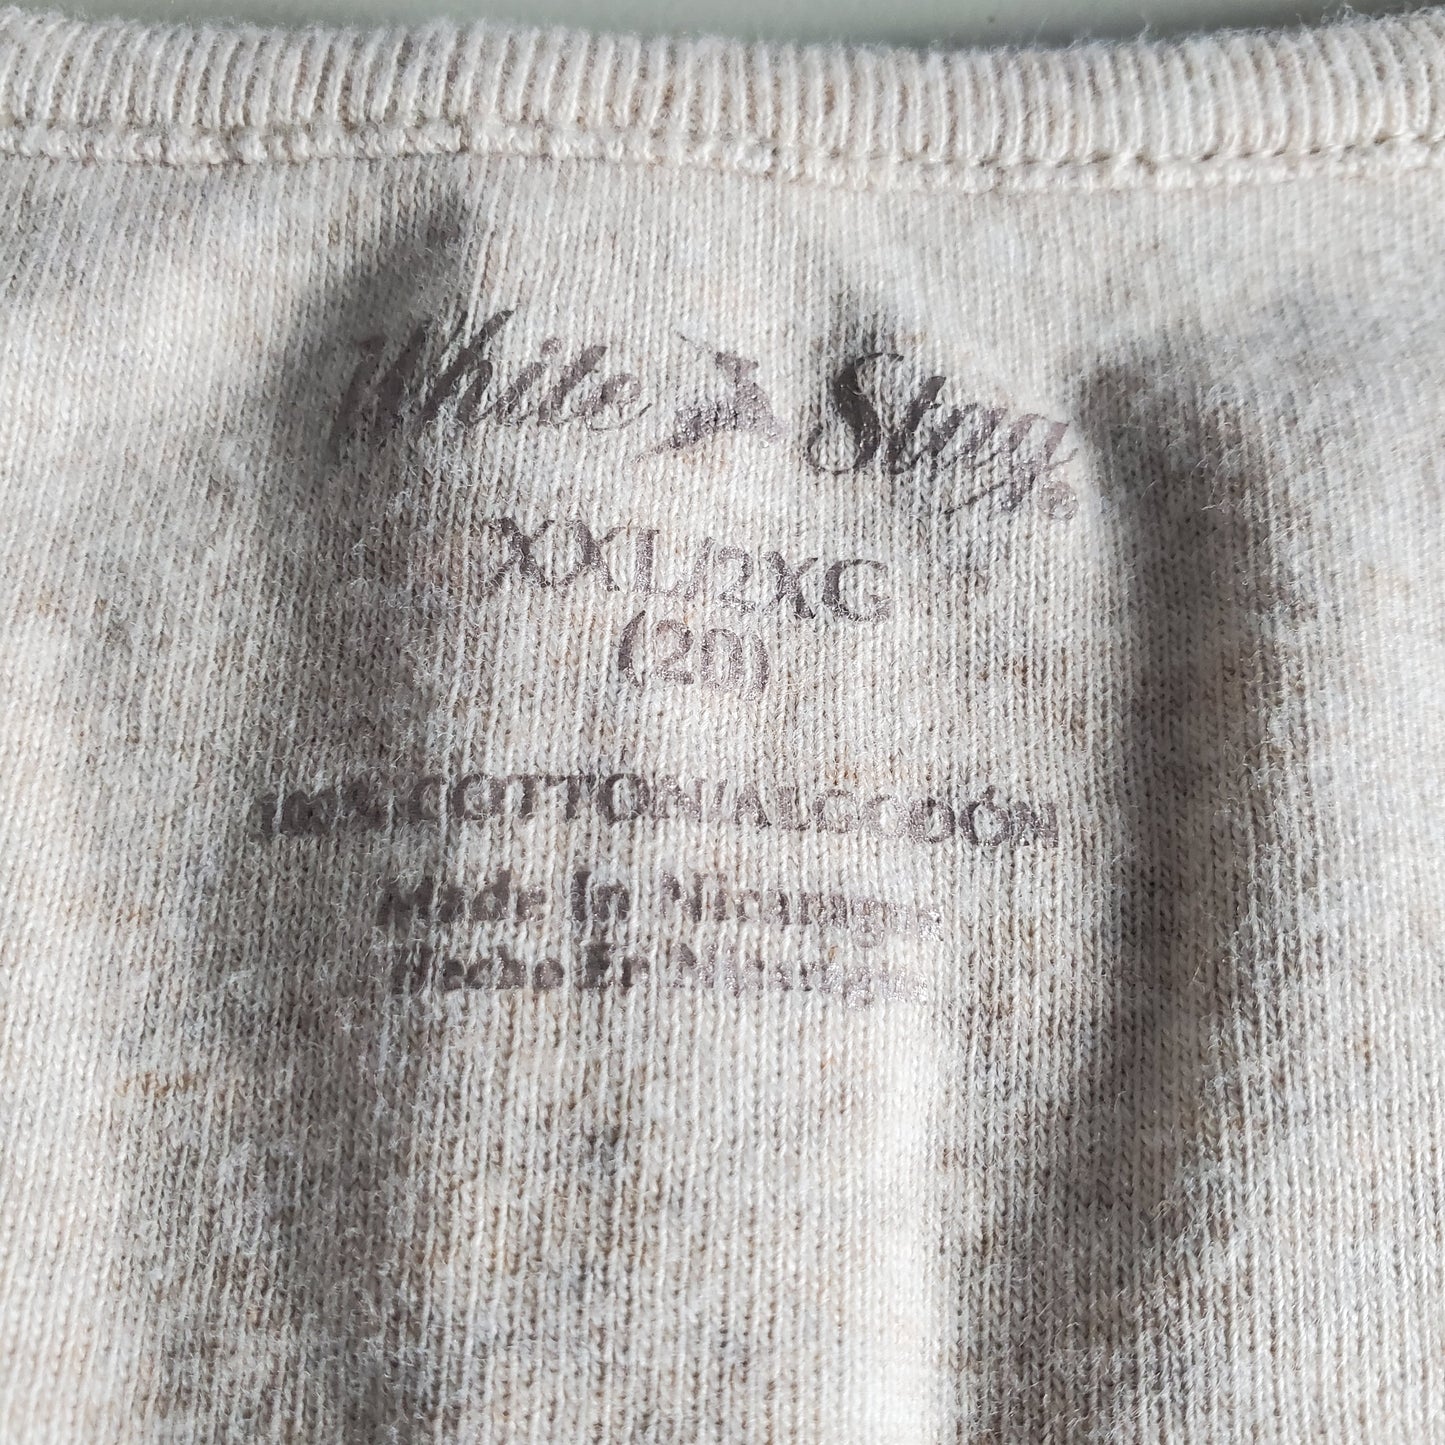 White Stag®
XXL/2XG
(20)
100% COTTON/ALGODÓN
Made In Nicaragua
Hecho En Nicaragua